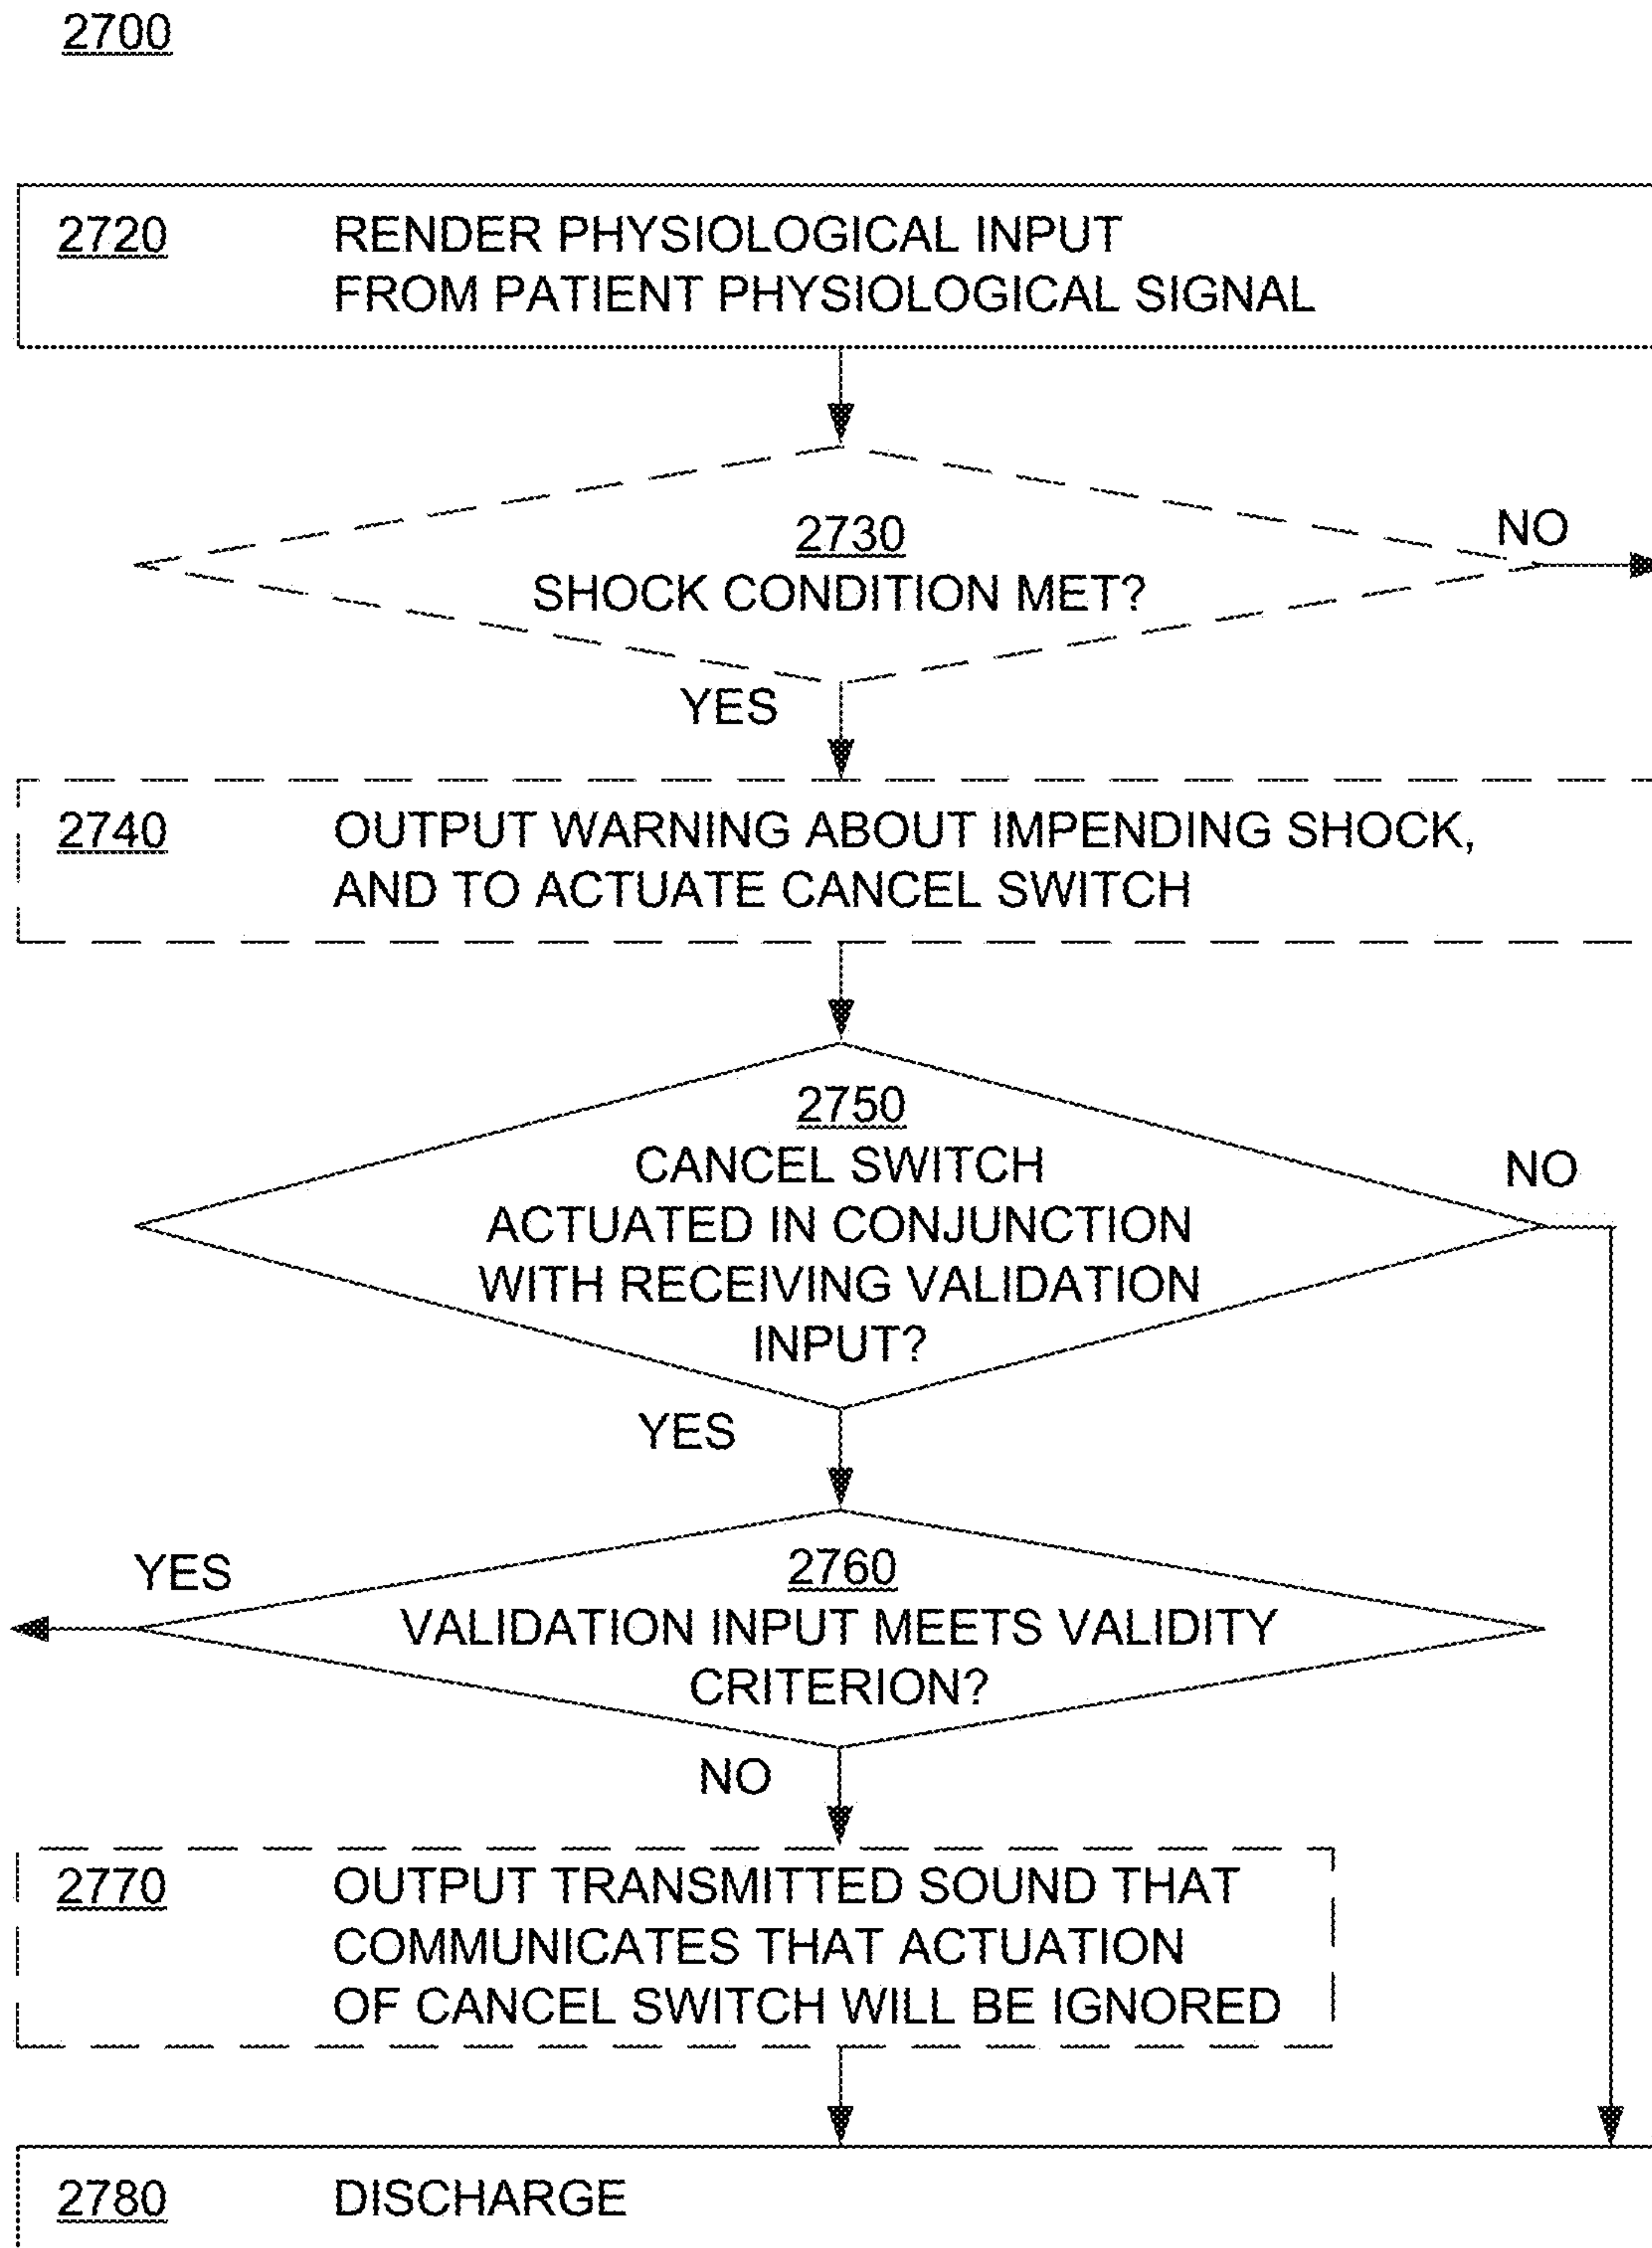 2700
2720 RENDER PHYSIOLOGICAL INPUT
FROM PATIENT PHYSIOLOGICAL SIGNAL
2730
SHOCK CONDITION MET?
NO
YES
2740 OUTPUT WARNING ABOUT IMPENDING SHOCK,
AND TO ACTUATE CANCEL SWITCH
2750
CANCEL SWITCH
ACTUATED IN CONJUNCTION
WITH RECEIVING VALIDATION
INPUT?
NO
YES
2760
VALIDATION INPUT MEETS VALIDITY
CRITERION?
YES
NO
2770 OUTPUT TRANSMITTED SOUND THAT
COMMUNICATES THAT ACTUATION
OF CANCEL SWITCH WILL BE IGNORED
2780 DISCHARGE